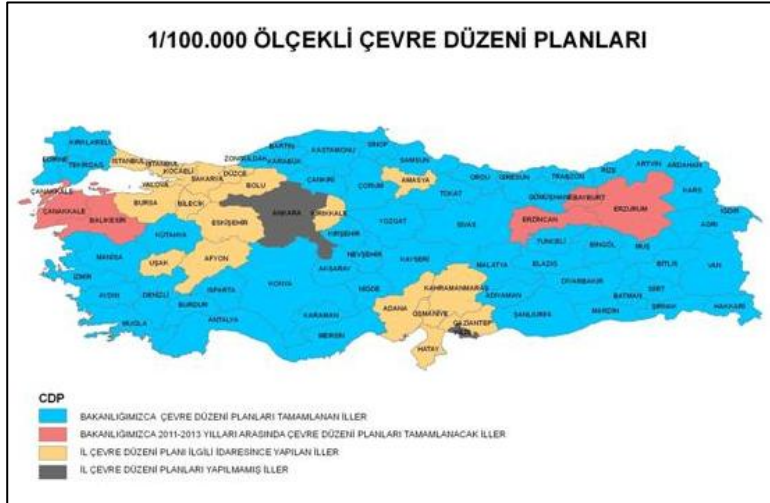 1/100.000 ÖLÇEKLİ ÇEVRE DÜZENİ PLANLARI
KIRKLARELİ
EDİRNE
TEKİRDAĞ
İSTANBUL
İSTANBUL
KOCAELİ
YALOVA
SAKARYA
DÜZCE
BOLU
ZONGULDAK
BARTIN
KARABÜK
KASTAMONU
SİNOP
SAMSUN
ÇANKIRI
ÇORUM
AMASYA
TOKAT
ORDU
GİRESUN
TRABZON
RİZE
ARTVİN
ARDAHAN
GÜMÜŞHANE
BAYBURT
ERZURUM
KARS
IĞDIR
AĞRI
ÇANAKKALE
ÇANAKKALE
BALIKESİR
BURSA
BİLECİK
ESKİŞEHİR
ANKARA
KIRIKKALE
KIRŞEHİR
YOZGAT
SİVAS
ERZİNCAN
TUNCELİ
BİNGÖL
MUŞ
BİTLİS
VAN
KÜTAHYA
MANİSA
UŞAK
AFYON
İZMİR
AYDIN
DENİZLİ
ISPARTA
BURDUR
MUĞLA
ANTALYA
KONYA
AKSARAY
NEVŞEHİR
KAYSERİ
NİĞDE
KARAMAN
MERSİN
ADANA
OSMANİYE
KAHRAMANMARAŞ
GAZİANTEP
HATAY
MALATYA
ELAZIĞ
ADIYAMAN
DİYARBAKIR
ŞANLIURFA
MARDİN
BATMAN
SİİRT
ŞIRNAK
HAKKARİ
CDP
BAKANLIĞIMIZCA ÇEVRE DÜZENİ PLANLARI TAMAMLANAN İLLER
BAKANLIĞIMIZCA 2011-2013 YILLARI ARASINDA ÇEVRE DÜZENİ PLANLARI TAMAMLANACAK İLLER
İL ÇEVRE DÜZENİ PLANI İLGİLİ İDARESİNCE YAPILAN İLLER
İL ÇEVRE DÜZENİ PLANLARI YAPILMAMIŞ İLLER